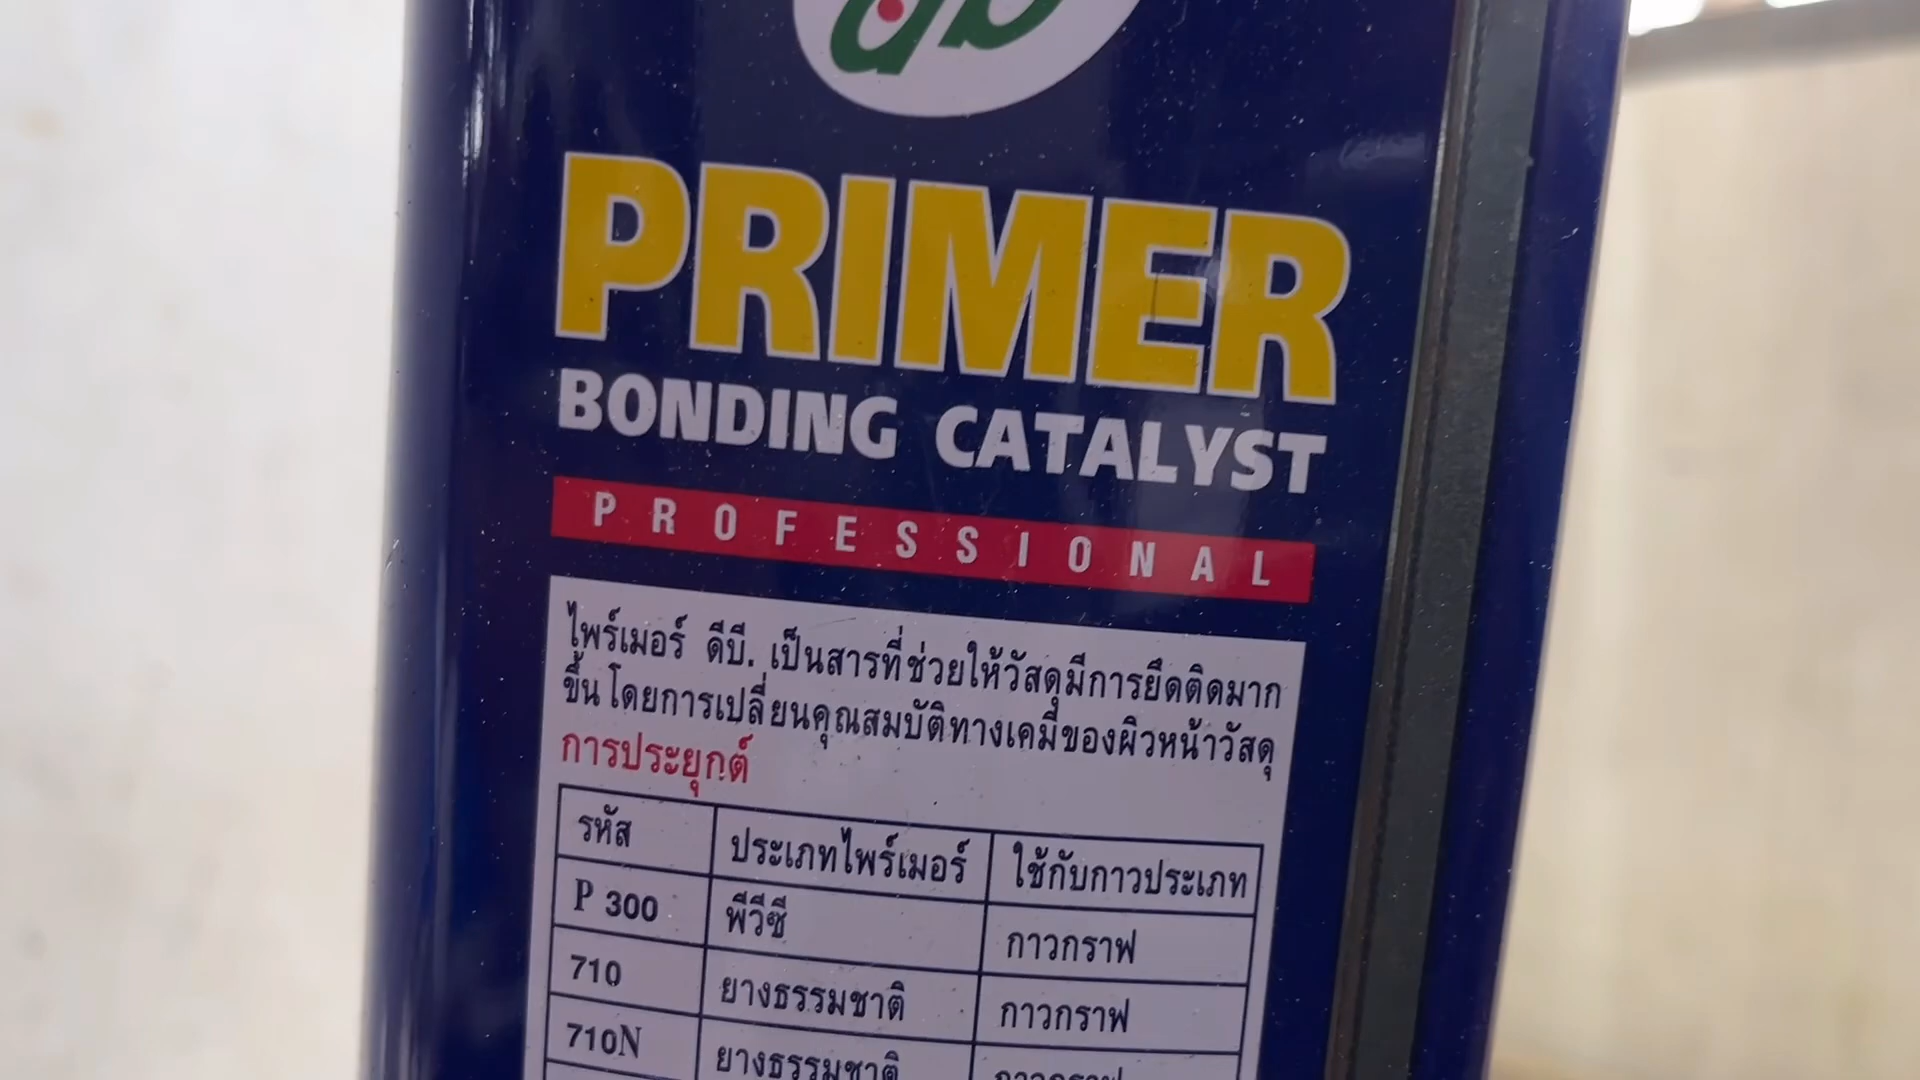 PRIMER
BONDING CATALYST
PROFESSIONAL
ไพร์เมอร์ ดีบี. เป็นสารที่ช่วยให้วัสดุมีการยึดติดมาก
ขึ้นโดยการเปลี่ยนคุณสมบัติทางเคมีของผิวหน้าวัสดุ
การประยุกต์
รหัส ประเภทไพร์เมอร์ ใช้กับกาวประเภท
P 300 พีวีซี กาวกราฟ
710 ยางธรรมชาติ กาวกราฟ
710N ยางธรรมชาติ